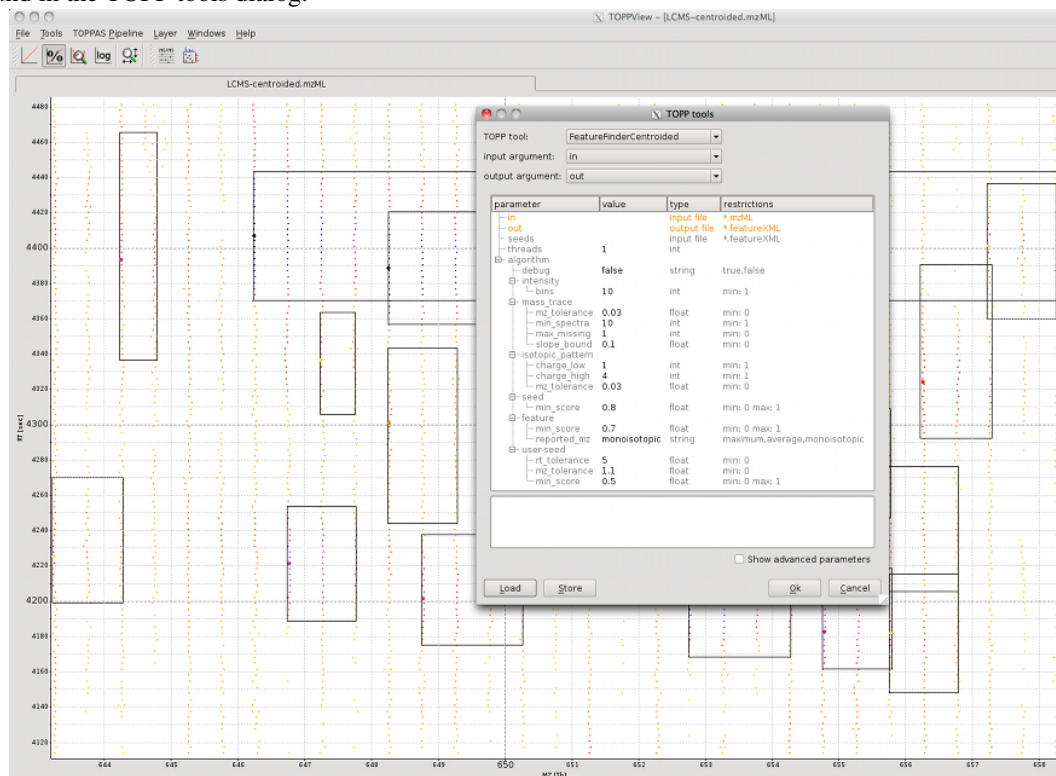 and in the TOPP tools dialog.
TOPPView – [LCMS-centroided.mzML]
File Tools TOPPAS Pipeline Layer Windows Help
% log
LCMS-centroided.mzML
TOPP tools
TOPP tool: FeatureFinderCentroided
input argument: in
output argument: out
parameter value type restrictions
in input file *.mzML
out output file *.featureXML
seeds input file *.featureXML
threads 1 int
algorithm
debug false string true,false
intensity
bins 10 int min: 1
mass_trace
mz_tolerance 0.03 float min: 0
min_spectra 10 int min: 1
max_missing 1 int min: 0
slope_bound 0.1 float min: 0
isotopic_pattern
charge_low 1 int min: 1
charge_high 4 int min: 1
mz_tolerance 0.03 float min: 0
seed
min_score 0.8 float min: 0 max: 1
feature
min_score 0.7 float min: 0 max: 1
reported_mz monoisotopic string maximum,average,monoisotopic
user-seed
rt_tolerance 5 float min: 0
mz_tolerance 1.1 float min: 0
min_score 0.5 float min: 0 max: 1
Show advanced parameters
Load Store Ok Cancel
4480
4460
4440
4420
4400
4380
4360
4340
4320
4300
4280
4260
4240
4220
4200
4180
4160
4140
4120
RT [sec]
644 645 646 647 648 649 650 651 652 653 654 655 656 657 658
MZ [Th]